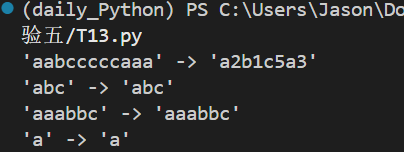 (daily_Python) PS C:\Users\Jason\Do
验五/T13.py
'aabcccccaaa' -> 'a2b1c5a3'
'abc' -> 'abc'
'aaabbc' -> 'aaabbc'
'a' -> 'a'